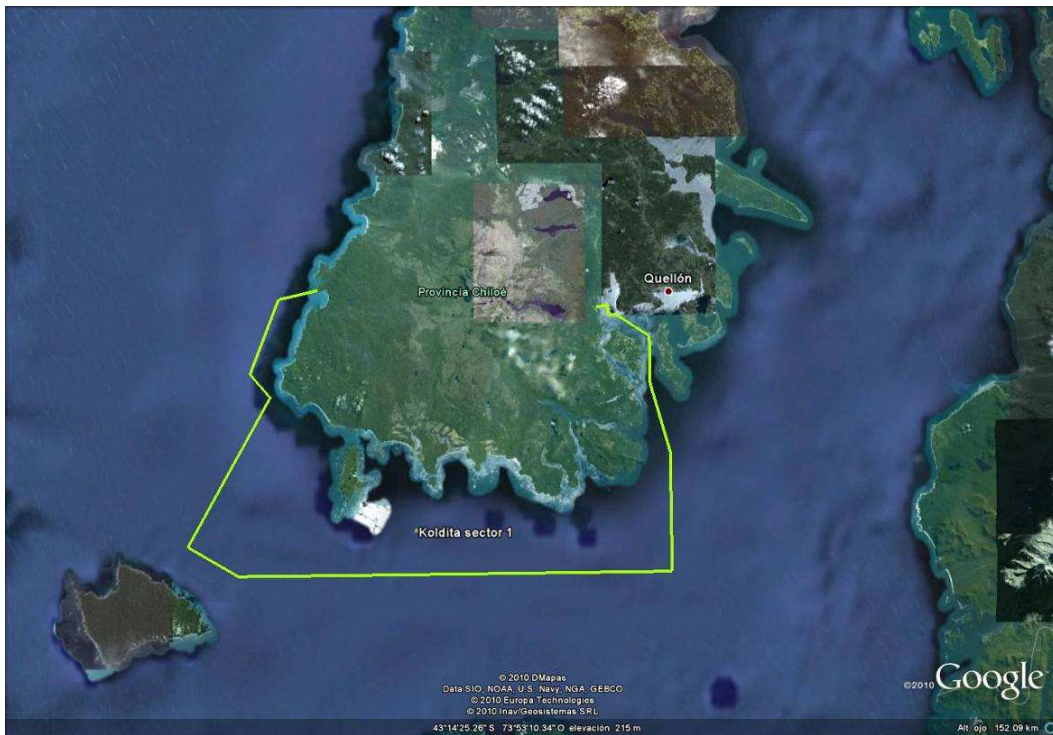 Quellón
Provincia Chiloé
*Koldita sector 1
© 2010 DMapas
Data SIO, NOAA, U.S. Navy, NGA, GEBCO
© 2010 Europa Technologies
© 2010 Inav/Geosistemas SRL
©2010 Google
43°14'25.26" S 73°53'10.34" O elevación 215 m
Alt. ojo 152.09 km